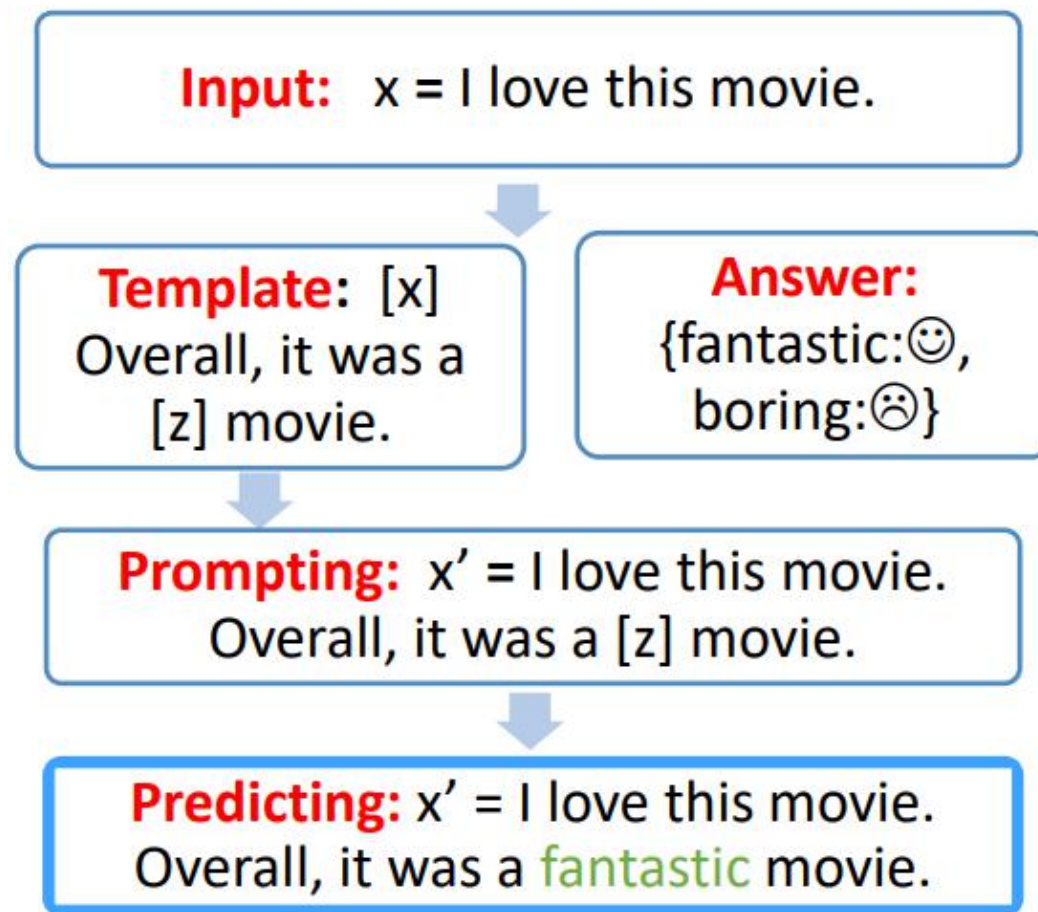 Input: x = I love this movie.
Template: [x]
Overall, it was a
[z] movie.
Answer:
{fantastic:☺,
boring:☹}
Prompting: x’ = I love this movie.
Overall, it was a [z] movie.
Predicting: x’ = I love this movie.
Overall, it was a fantastic movie.